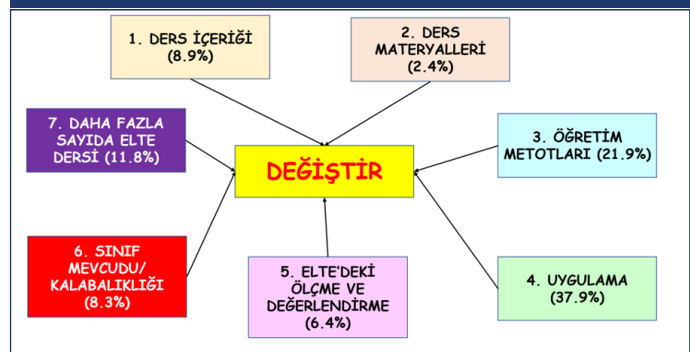 1. DERS İÇERİĞİ
(8.9%)
2. DERS
MATERYALLERİ
(2.4%)
7. DAHA FAZLA
SAYIDA ELTE
DERSİ (11.8%)
3. ÖĞRETİM
METOTLARI (21.9%)
DEĞİŞTİR
6. SINIF
MEVCUDU/
KALABALIKLIĞI
(8.3%)
5. ELTE'DEKİ
ÖLÇME VE
DEĞERLENDİRME
(6.4%)
4. UYGULAMA
(37.9%)